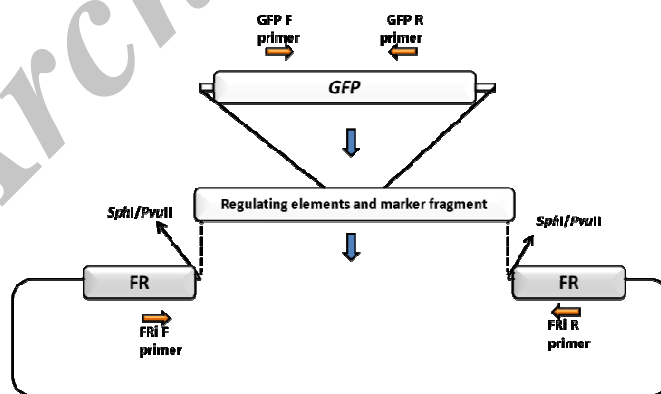 GFP F
primer
GFP R
primer
GFP
Regulating elements and marker fragment
SphI/PvuII
SphI/PvuII
FR
FR
FRi F
primer
FRi R
primer